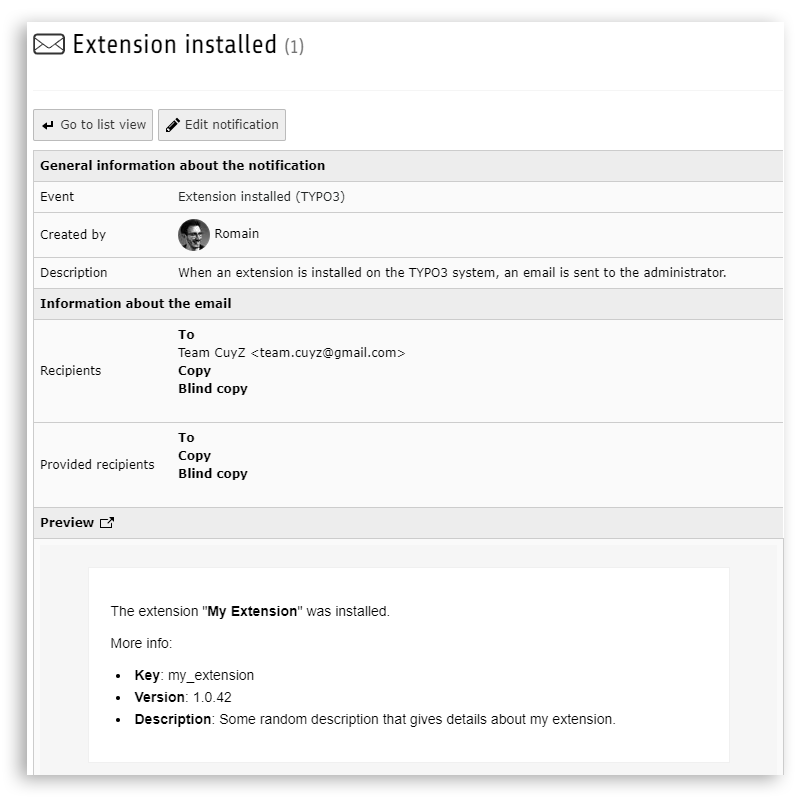 Extension installed (1)
Go to list view Edit notification
General information about the notification
Event Extension installed (TYPO3)
Created by Romain
Description When an extension is installed on the TYPO3 system, an email is sent to the administrator.
Information about the email
To
Team CuyZ <team.cuyz@gmail.com>
Recipients Copy
Blind copy
To
Copy
Provided recipients
Blind copy
Preview
The extension "My Extension" was installed.
More info:
• Key: my_extension
• Version: 1.0.42
• Description: Some random description that gives details about my extension.